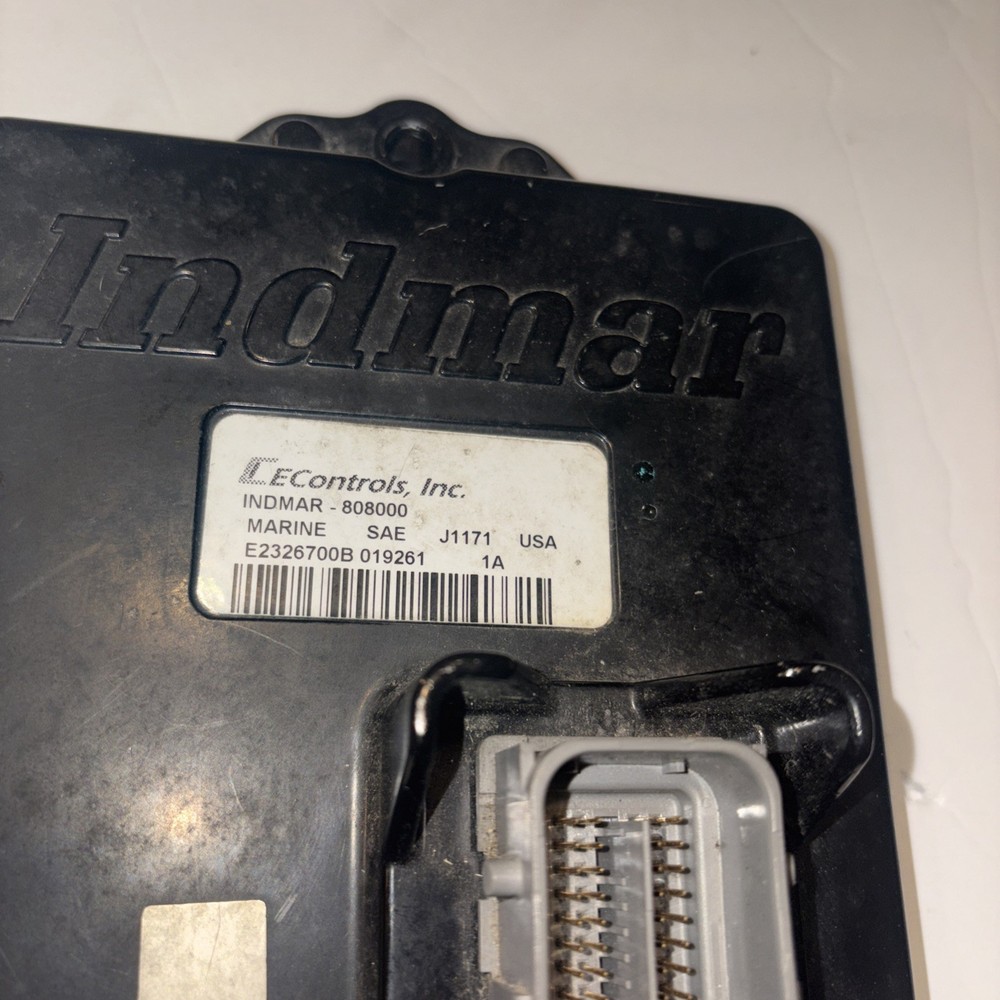 Indmar
EControls, Inc.
INDMAR - 808000
MARINE SAE J1171 USA
E2326700B 019261 1A